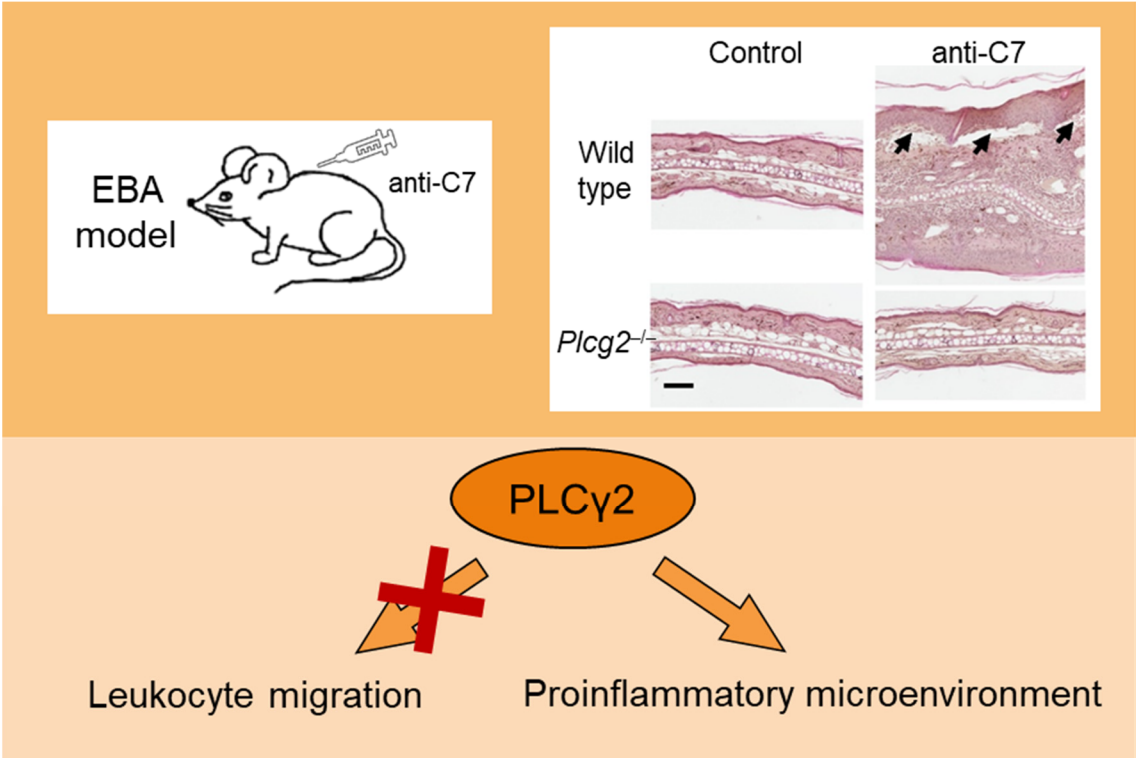 EBA
model
anti-C7
Control
anti-C7
Wild
type
Plcg2–/–
PLCγ2
Leukocyte migration
Proinflammatory microenvironment